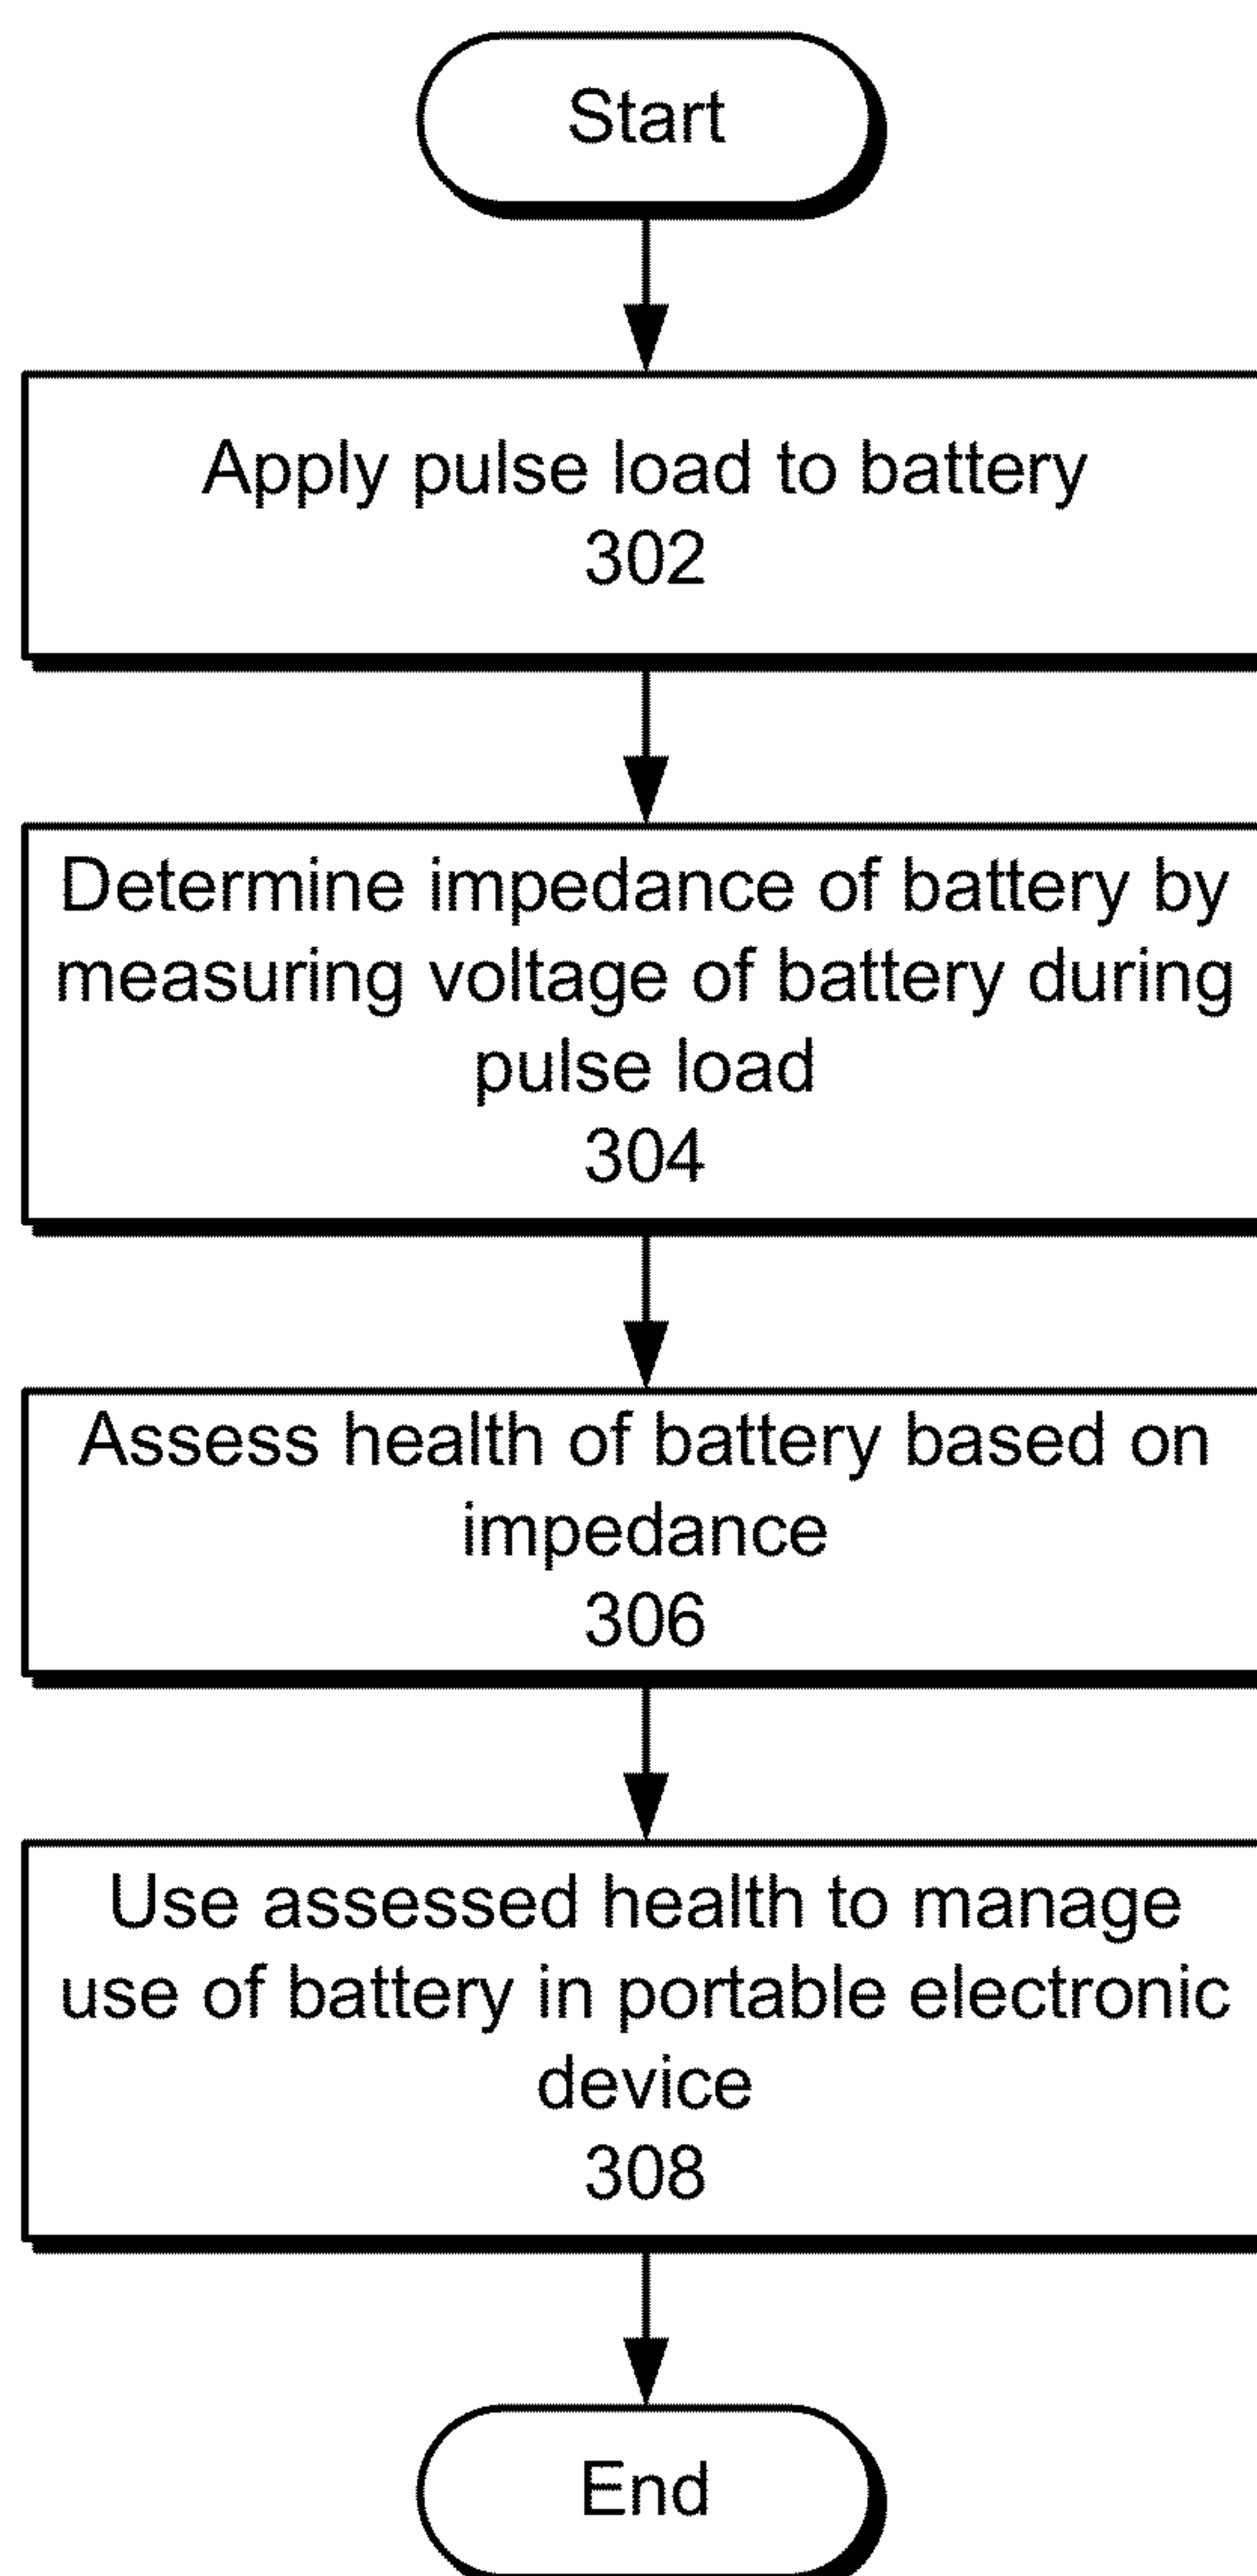 Start
Apply pulse load to battery
302
Determine impedance of battery by
measuring voltage of battery during
pulse load
304
Assess health of battery based on
impedance
306
Use assessed health to manage
use of battery in portable electronic
device
308
End